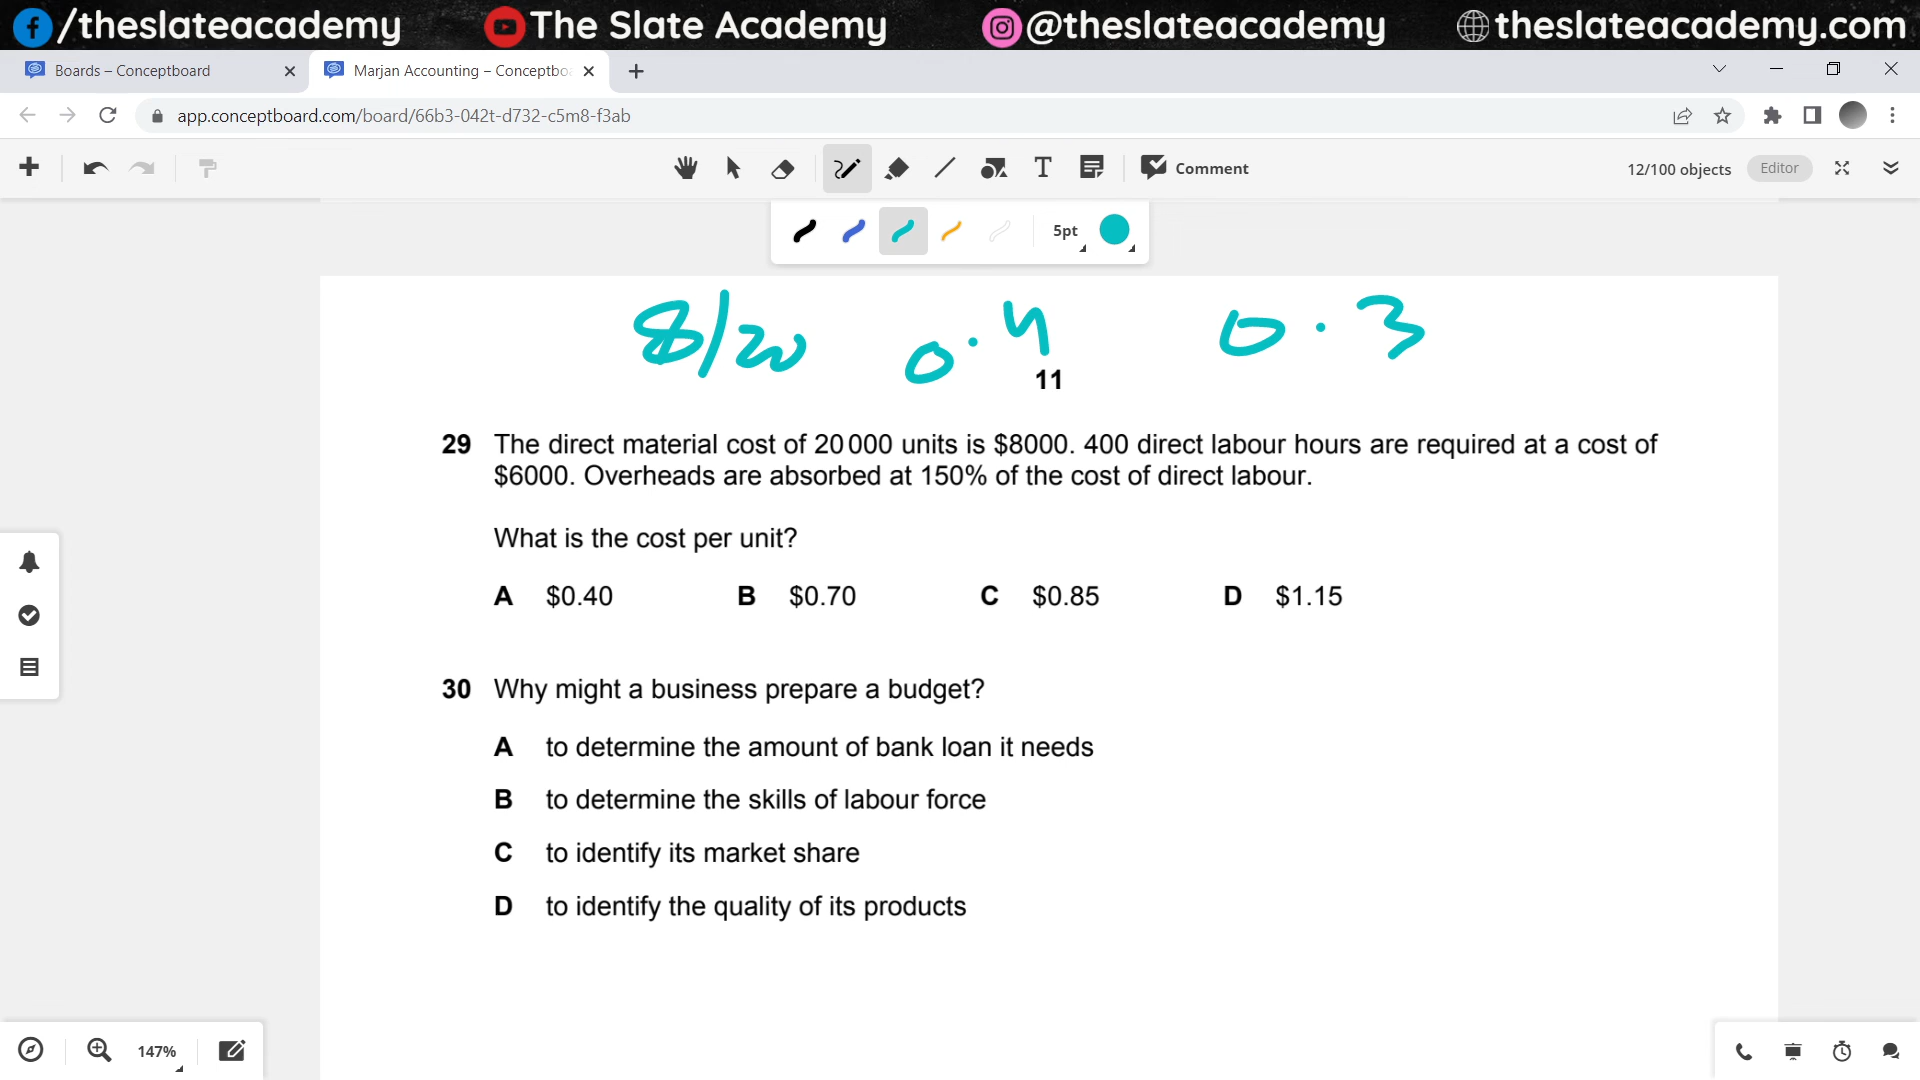 /theslateacademy The Slate Academy @theslateacademy theslateacademy.com
Boards – Conceptboard Marjan Accounting – Conceptbo
app.conceptboard.com/board/66b3-042t-d732-c5m8-f3ab
T Comment 12/100 objects Editor
5pt
8/20 0.4 0.3
11
29 The direct material cost of 20 000 units is $8000. 400 direct labour hours are required at a cost of
$6000. Overheads are absorbed at 150% of the cost of direct labour.
What is the cost per unit?
A $0.40 B $0.70 C $0.85 D $1.15
30 Why might a business prepare a budget?
A to determine the amount of bank loan it needs
B to determine the skills of labour force
C to identify its market share
D to identify the quality of its products
147%